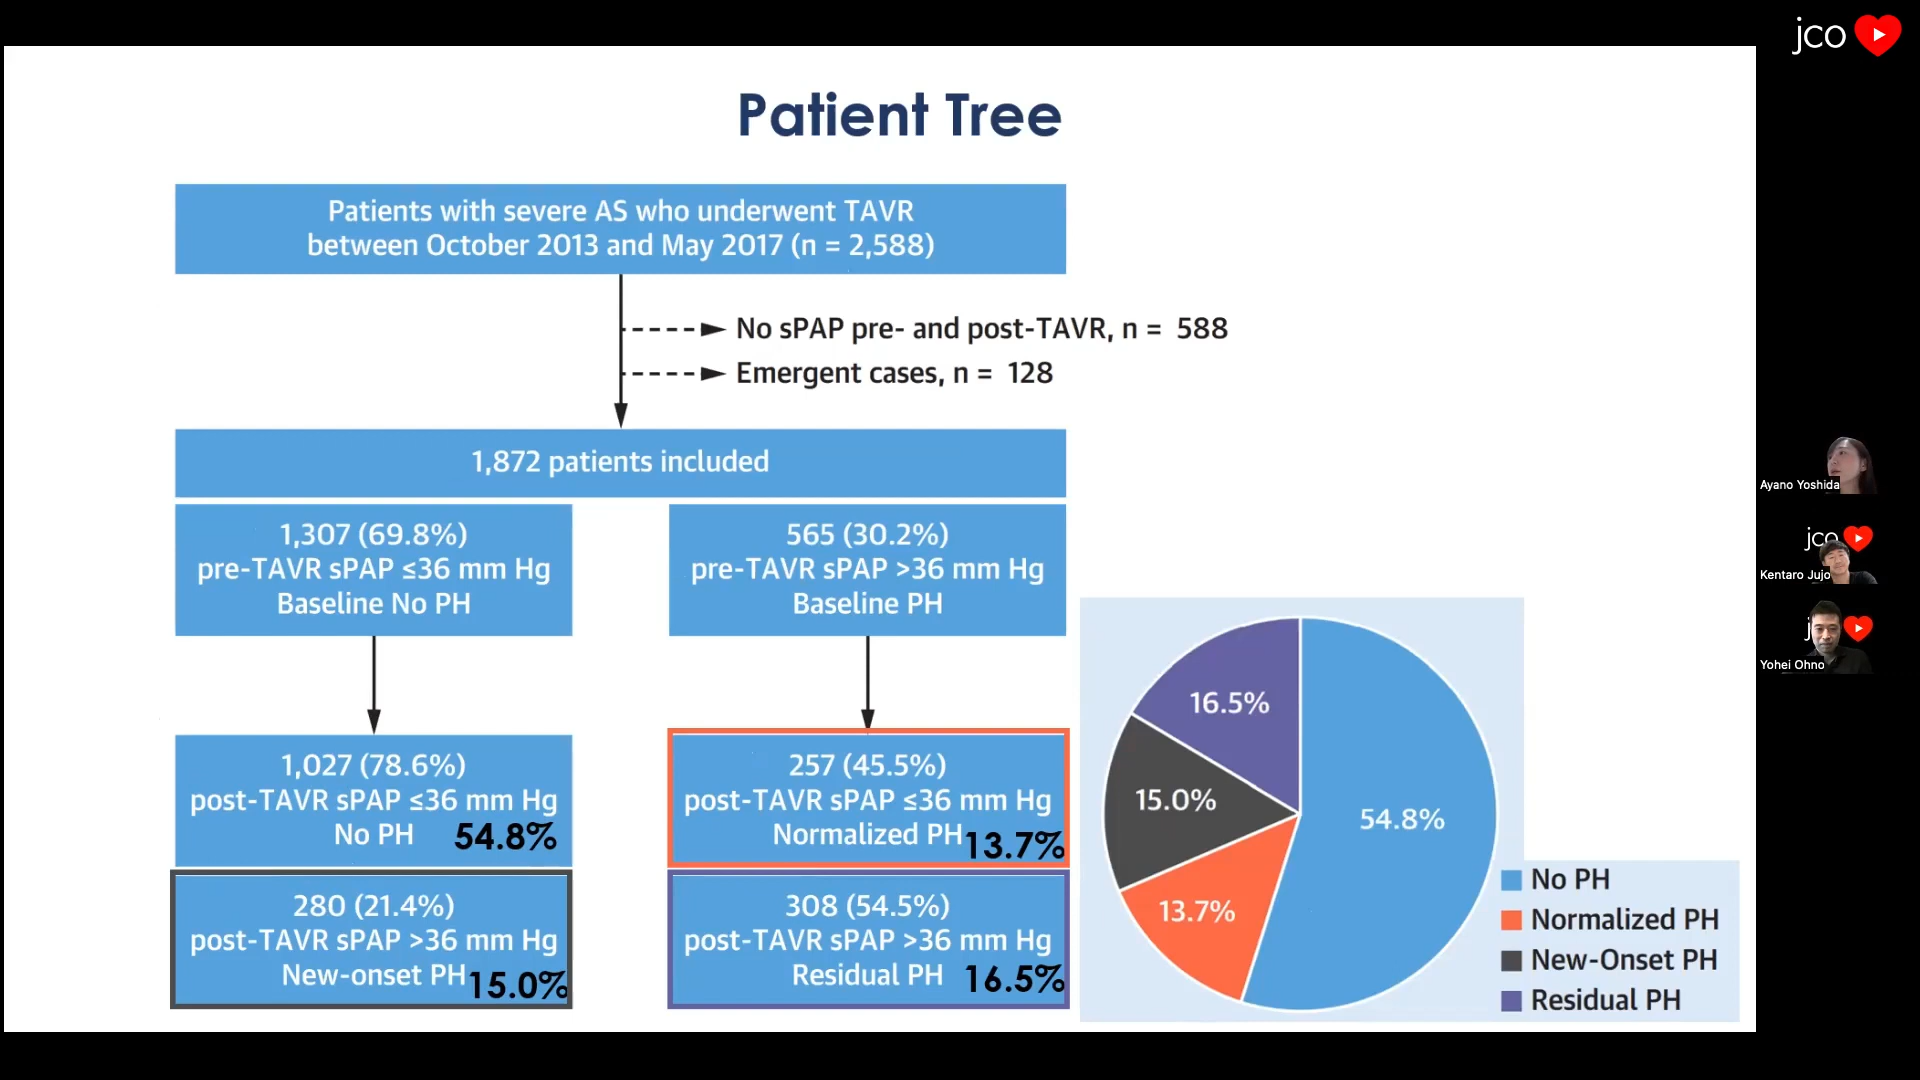 jco
Patient Tree
Patients with severe AS who underwent TAVR
between October 2013 and May 2017 (n = 2,588)
No sPAP pre- and post-TAVR, n = 588
Emergent cases, n = 128
1,872 patients included
1,307 (69.8%)
pre-TAVR sPAP ≤36 mm Hg
Baseline No PH
565 (30.2%)
pre-TAVR sPAP >36 mm Hg
Baseline PH
1,027 (78.6%)
post-TAVR sPAP ≤36 mm Hg
No PH 54.8%
257 (45.5%)
post-TAVR sPAP ≤36 mm Hg
Normalized PH 13.7%
280 (21.4%)
post-TAVR sPAP >36 mm Hg
New-onset PH 15.0%
308 (54.5%)
post-TAVR sPAP >36 mm Hg
Residual PH 16.5%
16.5%
15.0%
54.8%
13.7%
No PH
Normalized PH
New-Onset PH
Residual PH
Ayano Yoshida
jco
Kentaro Jujo
j
Yohei Ohno